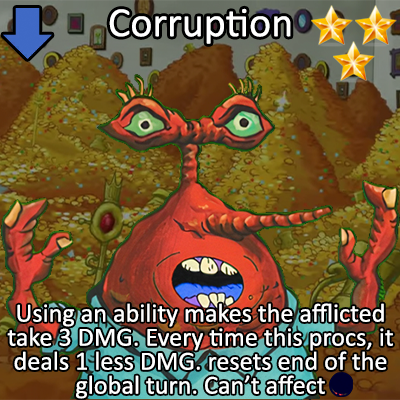 Corruption
Using an ability makes the afflicted
take 3 DMG. Every time this procs, it
deals 1 less DMG. resets end of the
global turn. Can't affect